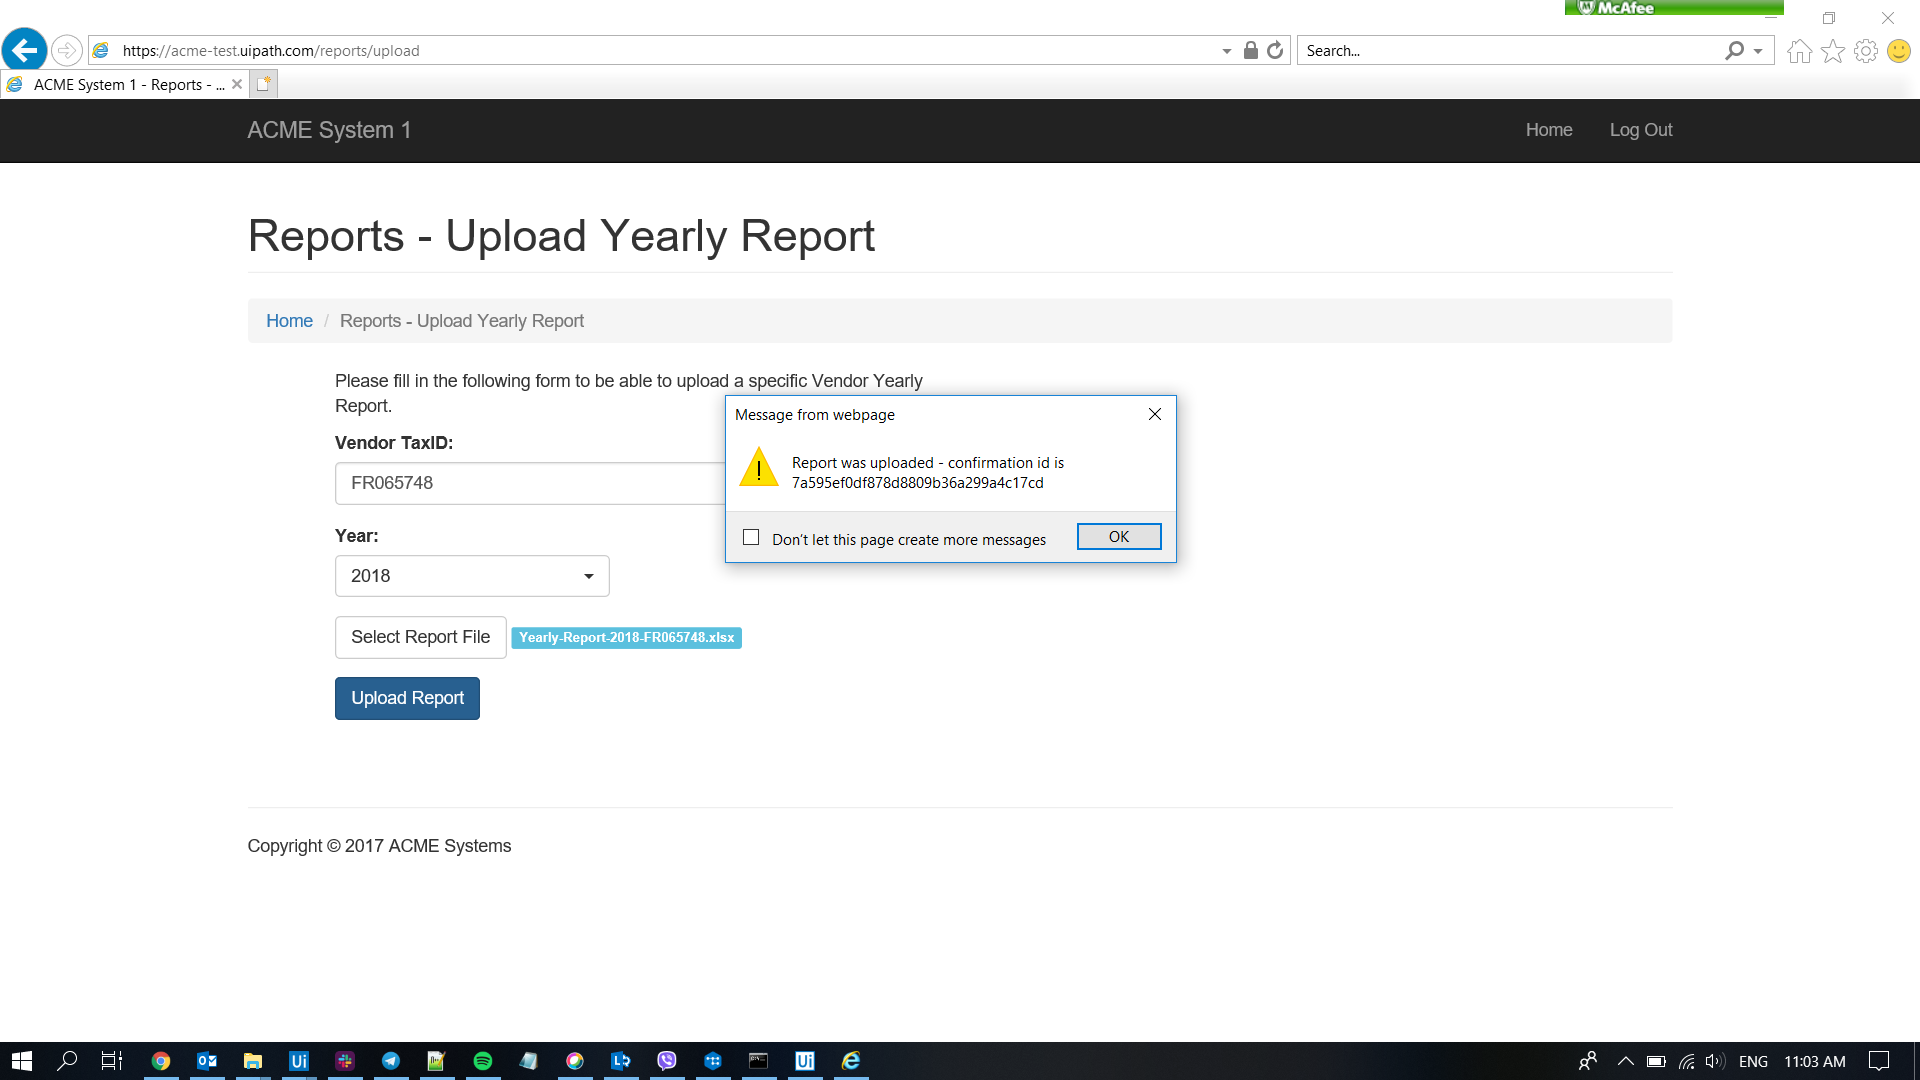 McAfee
https://acme-test.uipath.com/reports/upload
Search...
ACME System 1 - Reports - ...
ACME System 1
Home
Log Out
Reports - Upload Yearly Report
Home / Reports - Upload Yearly Report
Please fill in the following form to be able to upload a specific Vendor Yearly
Report.
Vendor TaxID:
FR065748
Year:
2018
Select Report File
Yearly-Report-2018-FR065748.xlsx
Upload Report
Message from webpage
Report was uploaded - confirmation id is
7a595ef0df878d8809b36a299a4c17cd
Don't let this page create more messages
OK
Copyright © 2017 ACME Systems
Ui
Ui
ENG
11:03 AM